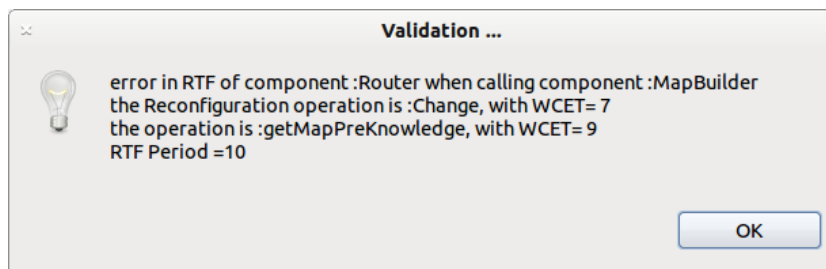 Validation ...
error in RTF of component :Router when calling component :MapBuilder
the Reconfiguration operation is :Change, with WCET= 7
the operation is :getMapPreKnowledge, with WCET= 9
RTF Period =10
OK